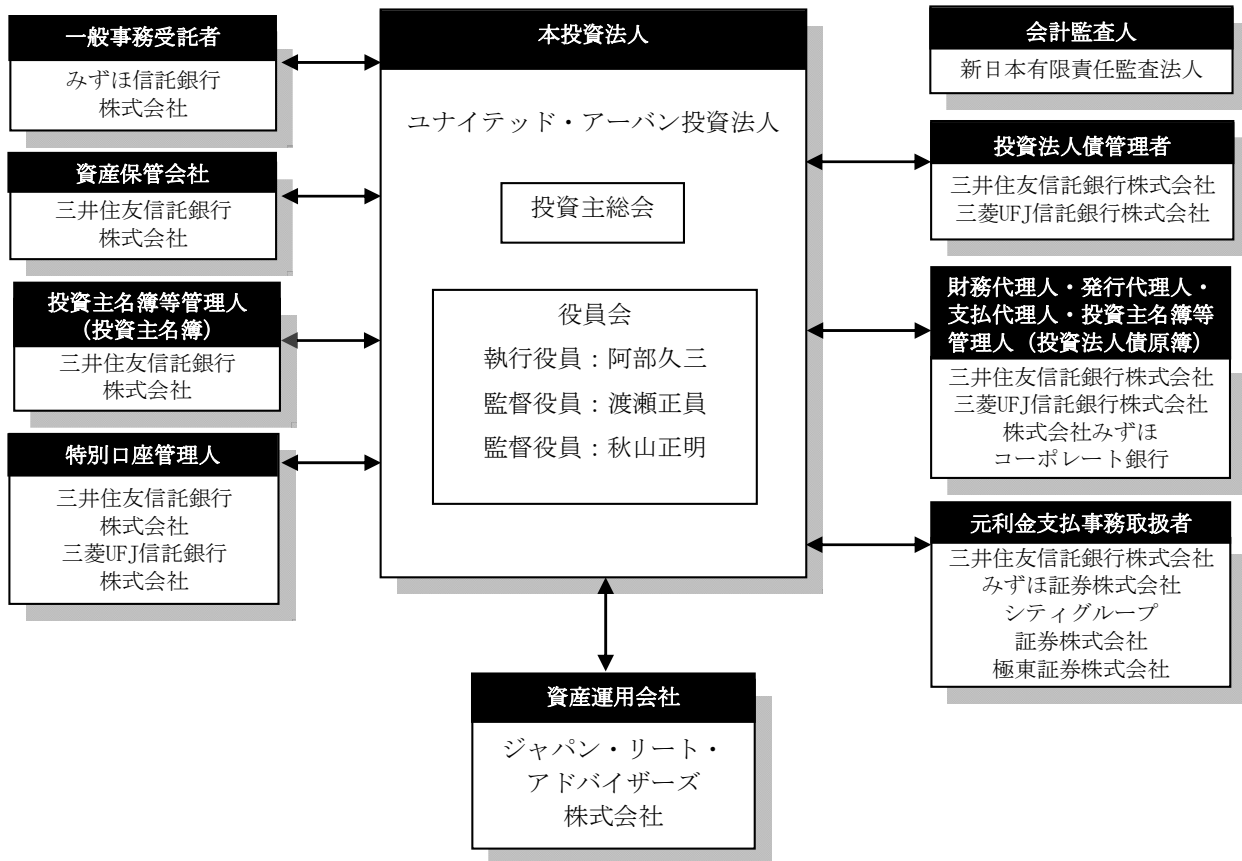 一般事務受託者
みずほ信託銀行
株式会社
資産保管会社
三井住友信託銀行
株式会社
投資主名簿等管理人
(投資主名簿)
三井住友信託銀行
株式会社
特別口座管理人
三井住友信託銀行
株式会社
三菱UFJ信託銀行
株式会社
本投資法人
ユナイテッド・アーバン投資法人
投資主総会
役員会
執行役員：阿部久三
監督役員：渡瀬正員
監督役員：秋山正明
資産運用会社
ジャパン・リート・
アドバイザーズ
株式会社
会計監査人
新日本有限責任監査法人
投資法人債管理者
三井住友信託銀行株式会社
三菱UFJ信託銀行株式会社
財務代理人・発行代理人・
支払代理人・投資主名簿等
管理人（投資法人債原簿）
三井住友信託銀行株式会社
三菱UFJ信託銀行株式会社
株式会社みずほ
コーポレート銀行
元利金支払事務取扱者
三井住友信託銀行株式会社
みずほ証券株式会社
シティグループ
証券株式会社
極東証券株式会社